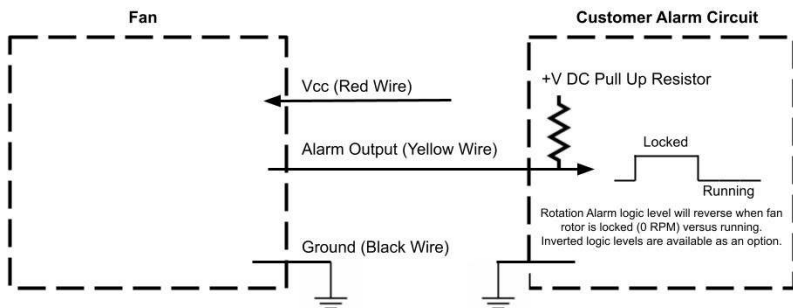 Fan
Customer Alarm Circuit
Vcc (Red Wire)
+V DC Pull Up Resistor
Alarm Output (Yellow Wire)
Locked
Running
Rotation Alarm logic level will reverse when fan
rotor is locked (0 RPM) versus running.
Inverted logic levels are available as an option.
Ground (Black Wire)